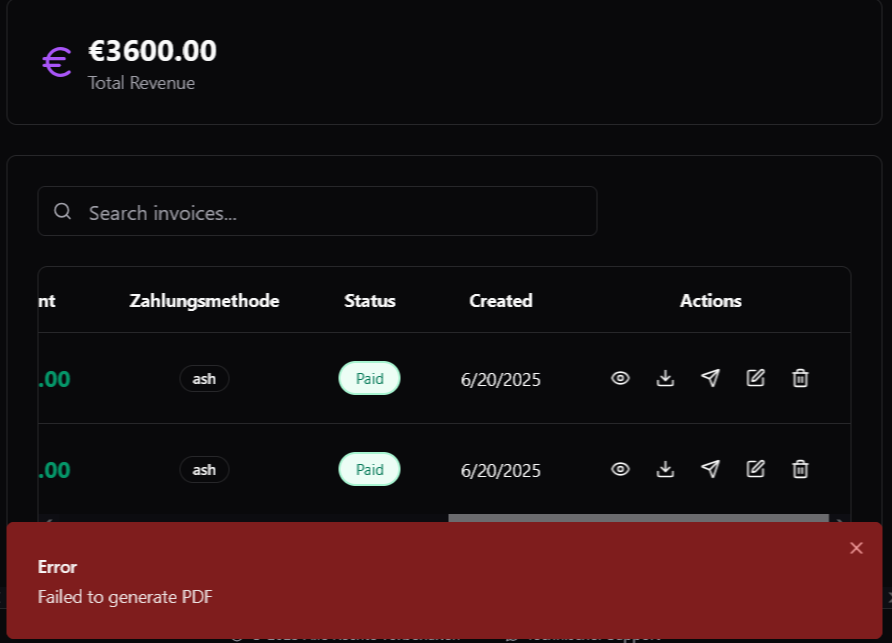 €
€3600.00
Total Revenue
Search invoices...
nt Zahlungsmethode Status Created Actions
.00 ash Paid 6/20/2025
.00 ash Paid 6/20/2025
Error
Failed to generate PDF